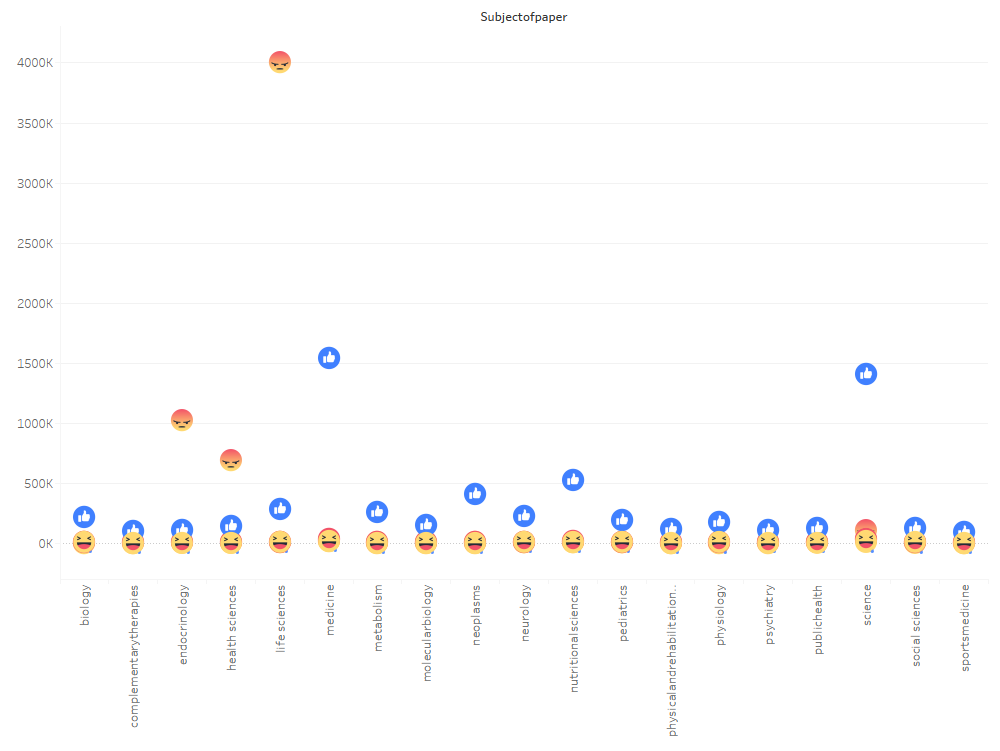 Subjectofpaper
4000K
3500K
3000K
2500K
2000K
1500K
1000K
500K
0K
biology
complementarytherapies
endocrinology
health sciences
life sciences
medicine
metabolism
molecularbiology
neoplasms
neurology
nutritionalsciences
pediatrics
physicalandrehabilitation..
physiology
psychiatry
publichealth
science
social sciences
sportsmedicine